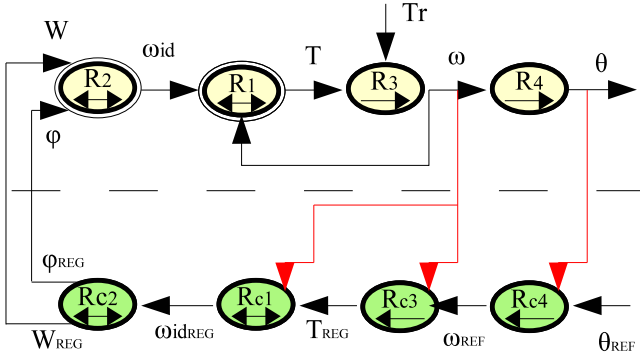 W ωid T Tr ω θ
R2 R1 R3 R4
φ
φREG
Rc2 Rc1 Rc3 Rc4
WREG ωidREG TREG ωREF θREF